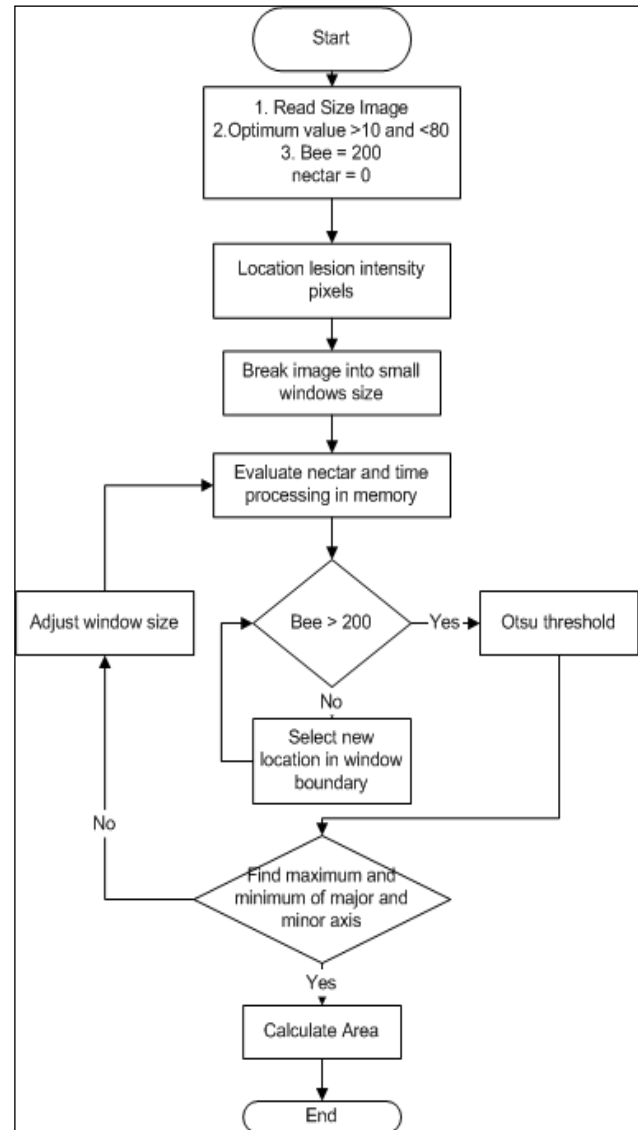 Start
1. Read Size Image
2.Optimum value >10 and <80
3. Bee = 200
nectar = 0
Location lesion intensity
pixels
Break image into small
windows size
Evaluate nectar and time
processing in memory
Adjust window size
Bee > 200
Yes
Otsu threshold
No
Select new
location in window
boundary
No
Find maximum and
minimum of major and
minor axis
Yes
Calculate Area
End